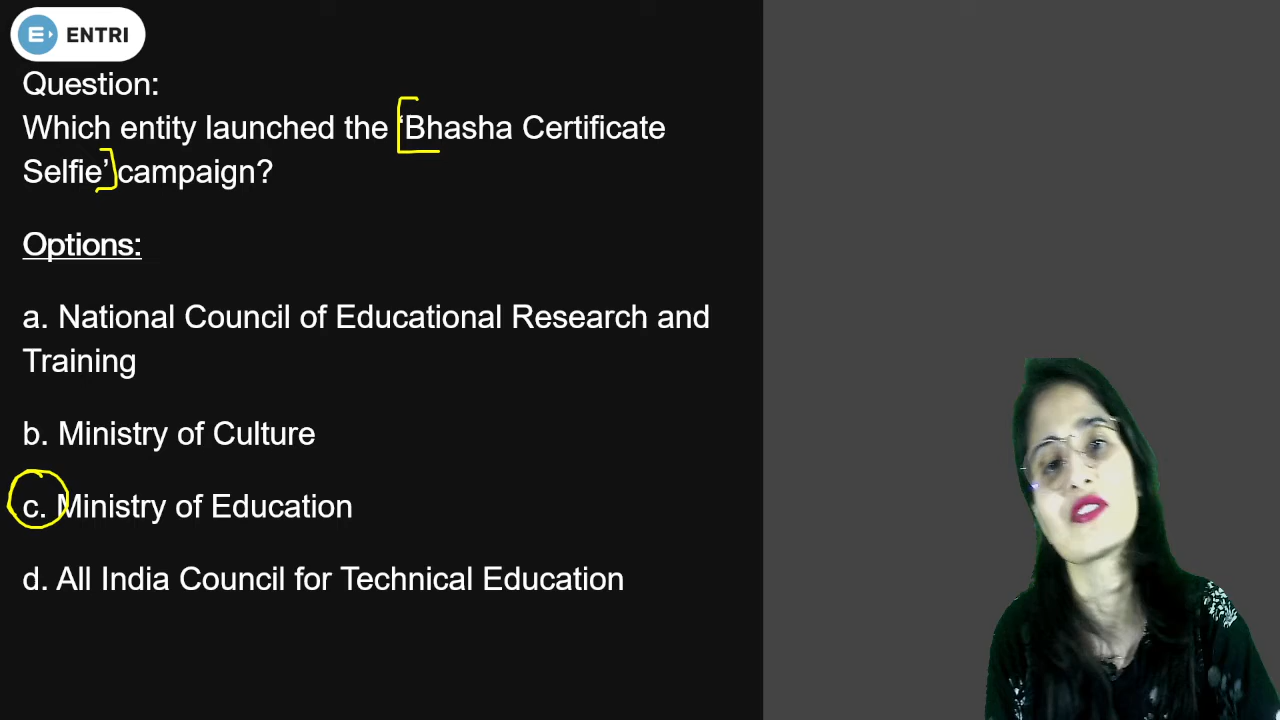 ENTRI
Question:
Which entity launched the ‘Bhasha Certificate
Selfie’ campaign?
Options:
a. National Council of Educational Research and
Training
b. Ministry of Culture
c. Ministry of Education
d. All India Council for Technical Education